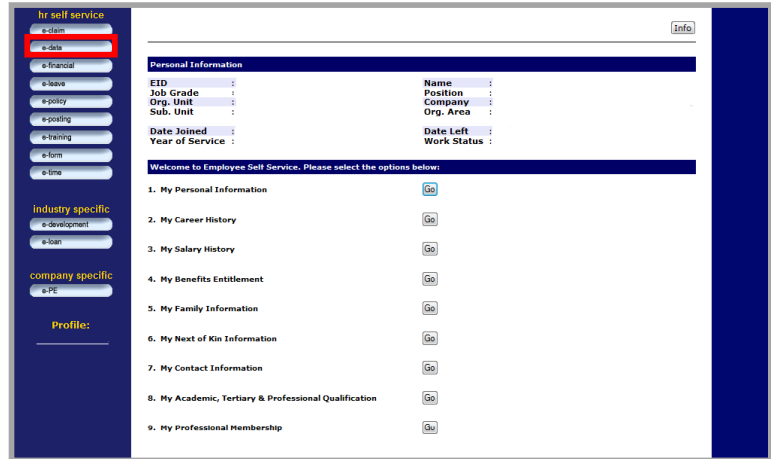 hr self service
e-claim
e-data
e-financial
e-leave
e-policy
e-posting
e-training
e-form
e-time
industry specific
e-development
e-loan
company specific
e-PE
Profile:
Info
Personal Information
EID : Name :
Job Grade : Position :
Org. Unit : Company :
Sub. Unit : Org. Area :
Date Joined : Date Left :
Year of Service : Work Status :
Welcome to Employee Self Service. Please select the options below:
1. My Personal Information Go
2. My Career History Go
3. My Salary History Go
4. My Benefits Entitlement Go
5. My Family Information Go
6. My Next of Kin Information Go
7. My Contact Information Go
8. My Academic, Tertiary & Professional Qualification Go
9. My Professional Membership Go